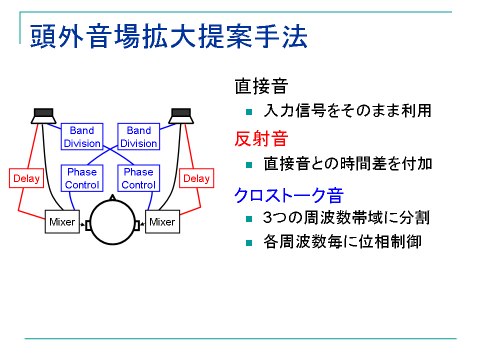 頭外音場拡大提案手法
Band Division
Band Division
Phase Control
Phase Control
Delay
Delay
Mixer
Mixer
直接音
入力信号をそのまま利用
反射音
直接音との時間差を付加
クロストーク音
3つの周波数帯域に分割
各周波数毎に位相制御